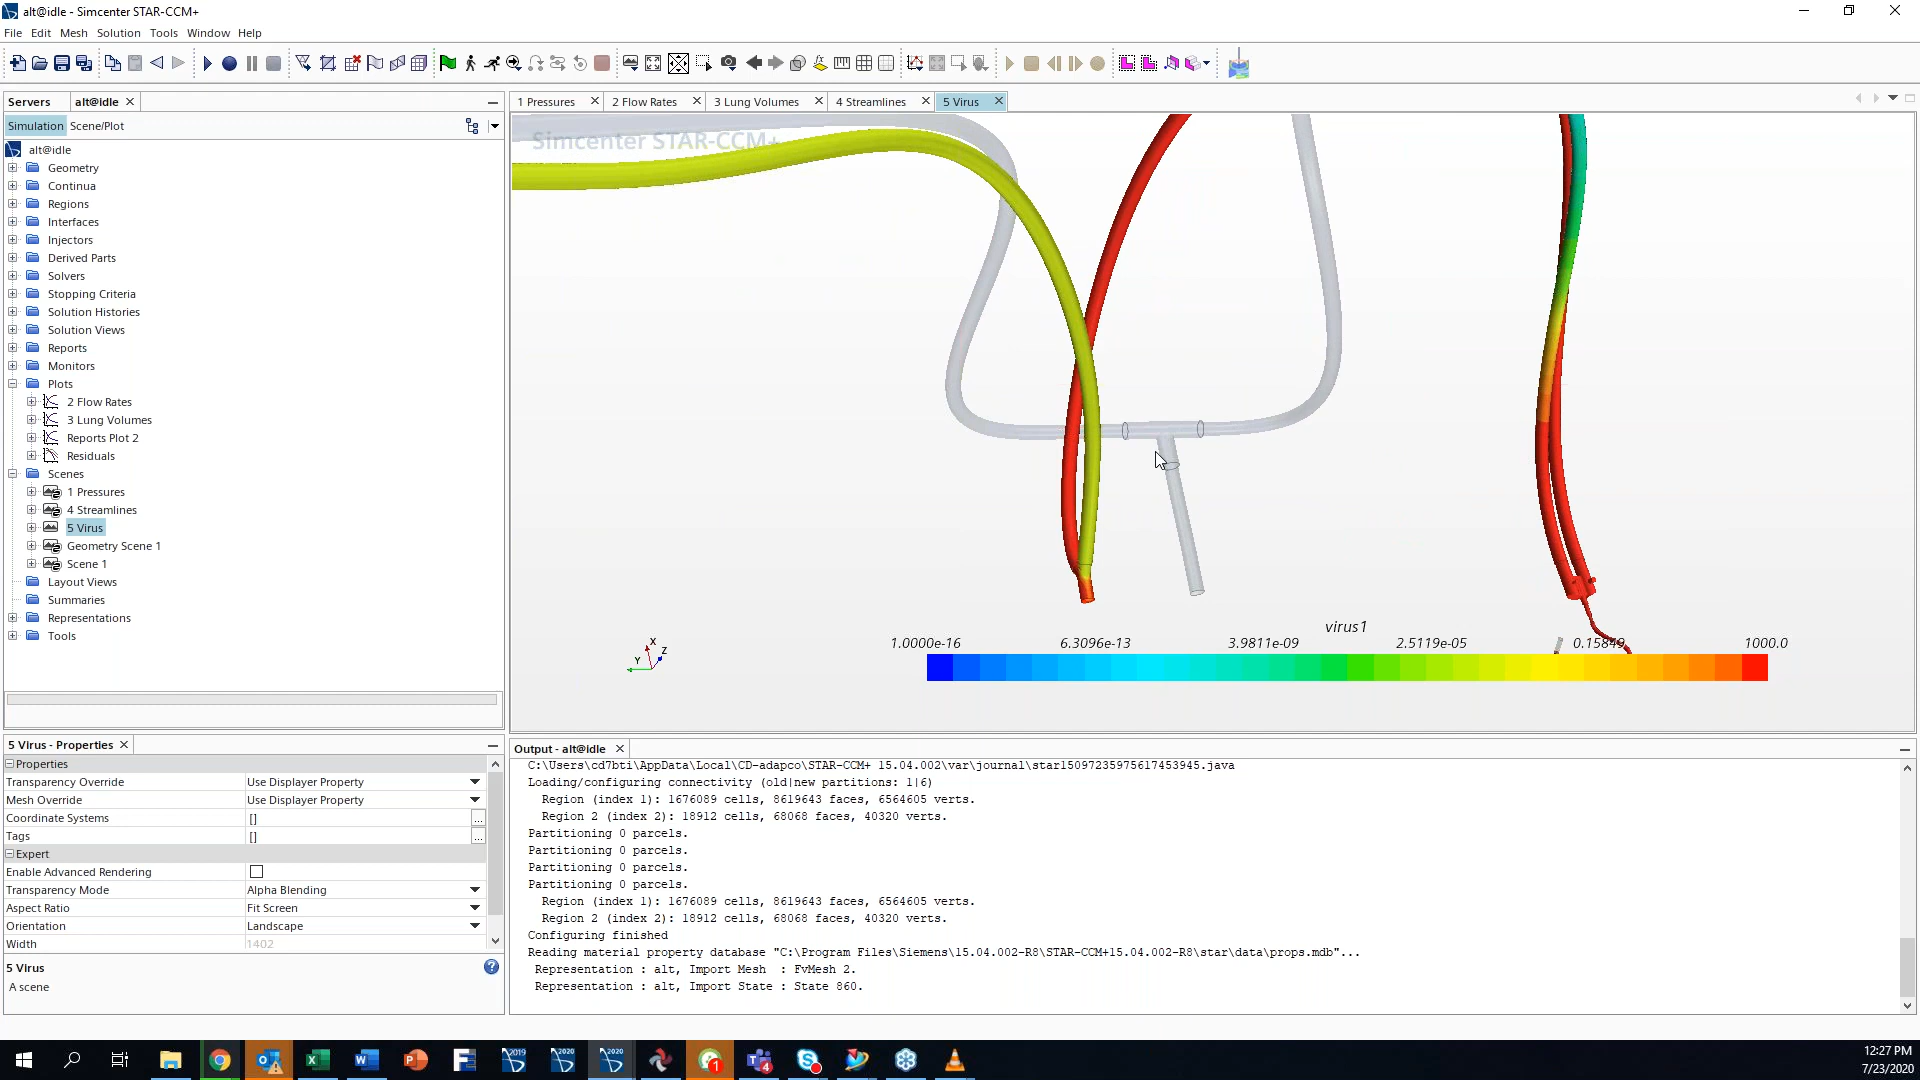 alt@idle - Simcenter STAR-CCM+
File Edit Mesh Solution Tools Window Help
Servers alt@idle
Simulation Scene/Plot
alt@idle
Geometry
Continua
Regions
Interfaces
Injectors
Derived Parts
Solvers
Stopping Criteria
Solution Histories
Solution Views
Reports
Monitors
Plots
2 Flow Rates
3 Lung Volumes
Reports Plot 2
Residuals
Scenes
1 Pressures
4 Streamlines
5 Virus
Geometry Scene 1
Scene 1
Layout Views
Summaries
Representations
Tools
5 Virus - Properties
Properties
Transparency Override Use Displayer Property
Mesh Override Use Displayer Property
Coordinate Systems []
Tags []
Expert
Enable Advanced Rendering
Transparency Mode Alpha Blending
Aspect Ratio Fit Screen
Orientation Landscape
Width 1402
5 Virus
A scene
1 Pressures 2 Flow Rates 3 Lung Volumes 4 Streamlines 5 Virus
Simcenter STAR-CCM+
X
Y Z
virus1
1.0000e-16 6.3096e-13 3.9811e-09 2.5119e-05 0.15849 1000.0
Output - alt@idle
C:\Users\cd7bti\AppData\Local\CD-adapco\STAR-CCM+ 15.04.002\var\journal\star15097235975617453945.java
Loading/configuring connectivity (old|new partitions: 1|6)
Region (index 1): 1676089 cells, 8619643 faces, 6564605 verts.
Region 2 (index 2): 18912 cells, 68068 faces, 40320 verts.
Partitioning 0 parcels.
Partitioning 0 parcels.
Partitioning 0 parcels.
Partitioning 0 parcels.
Region (index 1): 1676089 cells, 8619643 faces, 6564605 verts.
Region 2 (index 2): 18912 cells, 68068 faces, 40320 verts.
Configuring finished
Reading material property database "C:\Program Files\Siemens\15.04.002-R8\STAR-CCM+15.04.002-R8\star\data\props.mdb"...
Representation : alt, Import Mesh : FvMesh 2.
Representation : alt, Import State : State 860.
2019
2020
2020
1
4
12:27 PM
7/23/2020